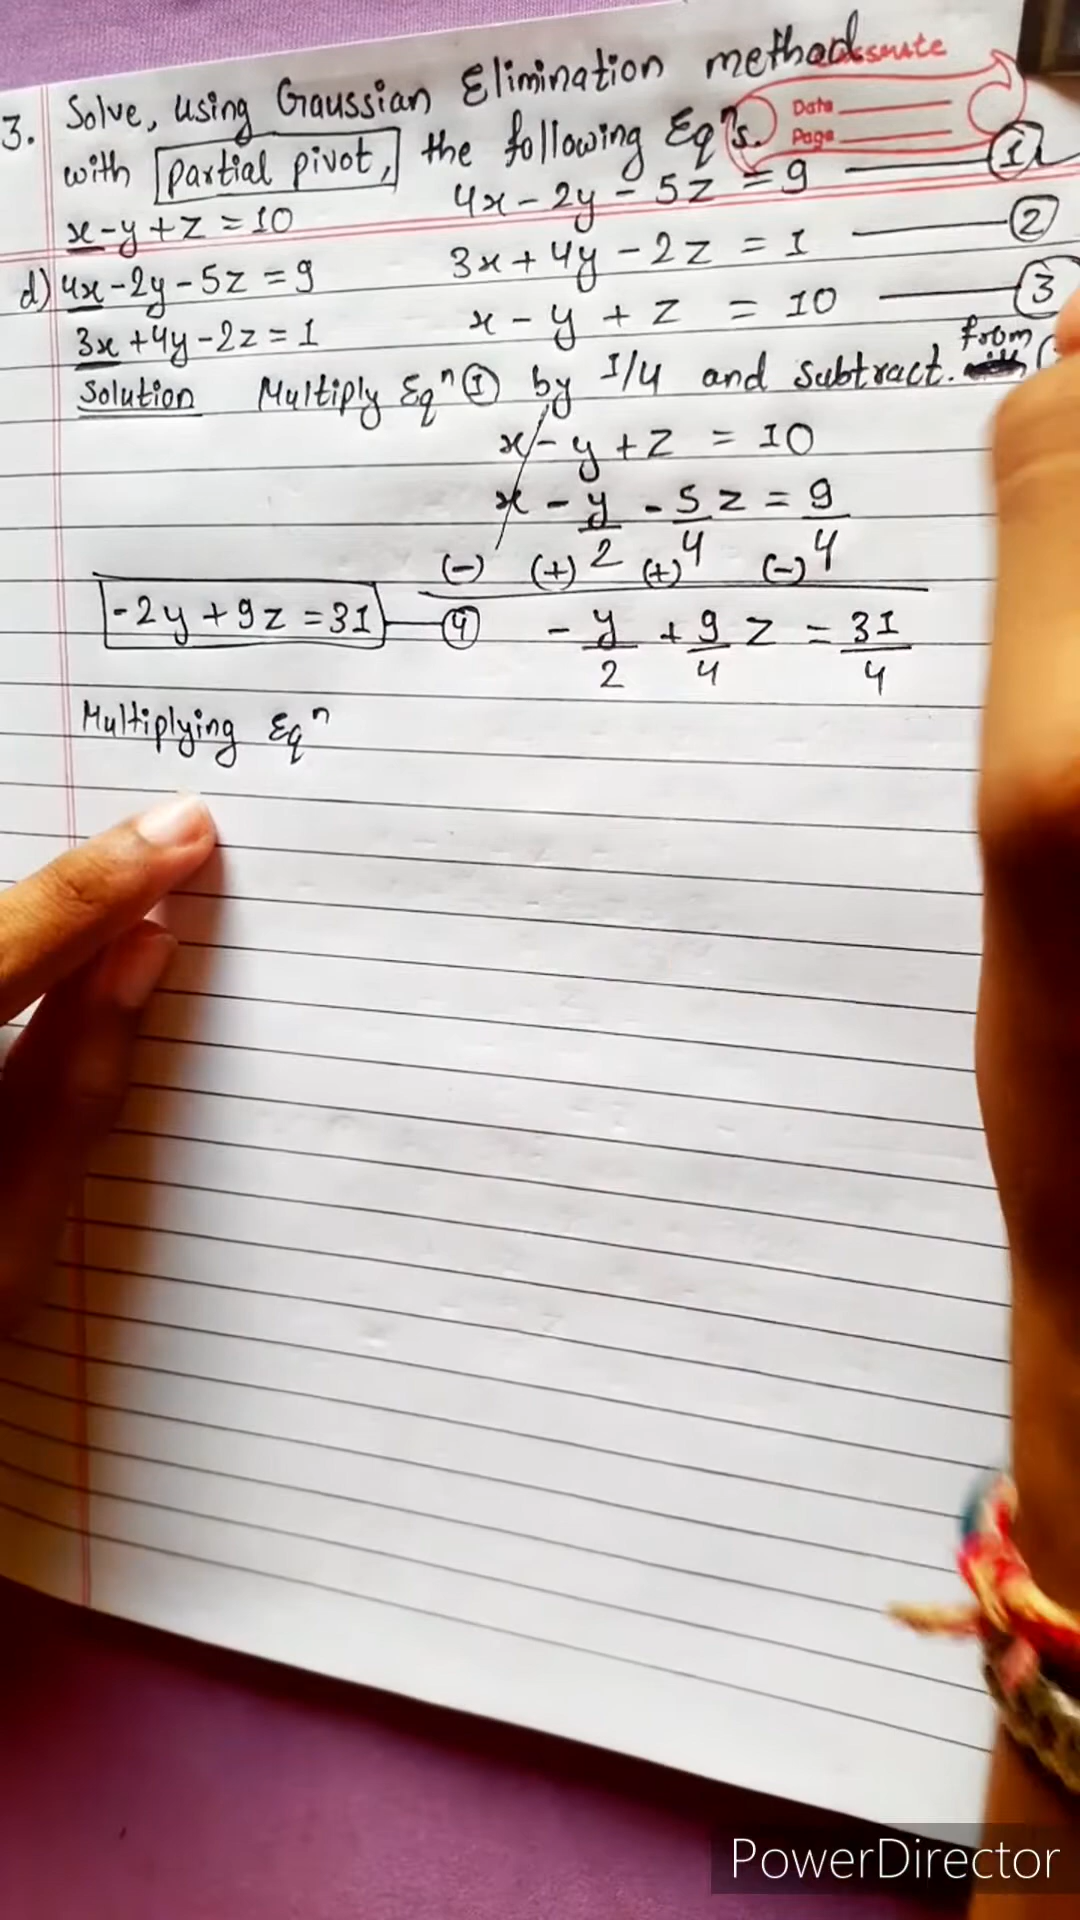 3. Solve, using Gaussian Elimination method
with partial pivot, the following Eqⁿs.
Date
Page
x-y+z=10
d) 4x-2y-5z=9
3x+4y-2z=1
4x-2y-5z=9 ①
3x+4y-2z=1 ②
x-y+z=10 ③
Solution Multiply Eqⁿ ① by 1/4 and subtract. from
x-y+z=10
x-y/2-5/4z=9/4
(-) (+) (+) (-)
-2y+9z=31 ④ -y/2+9/4z=31/4
Multiplying Eqⁿ
PowerDirector